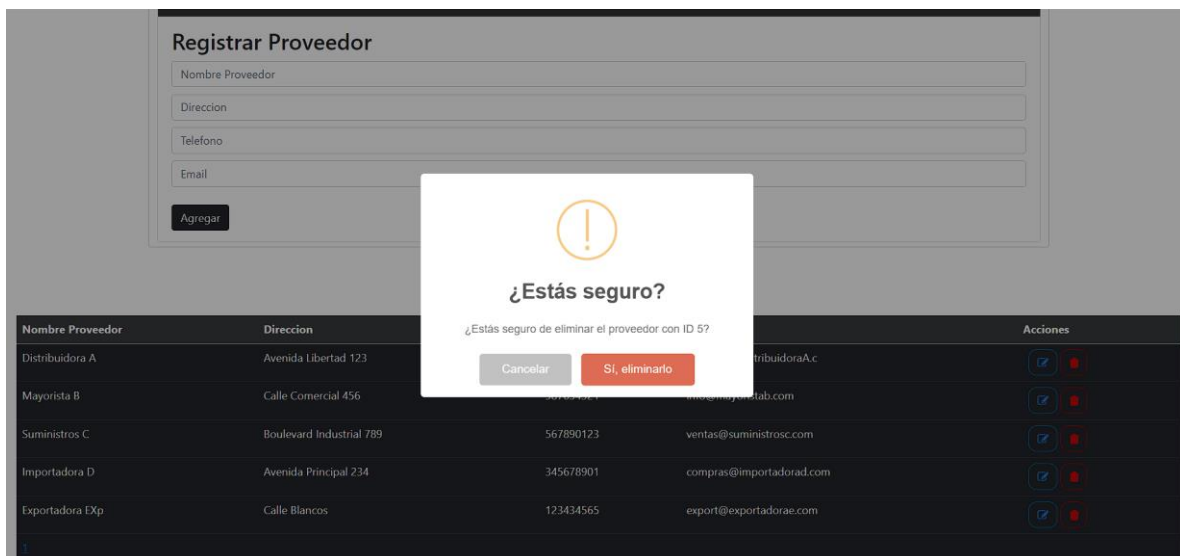 Registrar Proveedor
Nombre Proveedor
Direccion
Telefono
Email
Agregar
¿Estás seguro?
¿Estás seguro de eliminar el proveedor con ID 5?
Cancelar Sí, eliminarlo
Nombre Proveedor Direccion Acciones
Distribuidora A Avenida Libertad 123
Mayorista B Calle Comercial 456
Suministros C Boulevard Industrial 789 567890123 ventas@suministrosc.com
Importadora D Avenida Principal 234 345678901 compras@importadorad.com
Exportadora EXp Calle Blancos 123434565 export@exportadorae.com
1